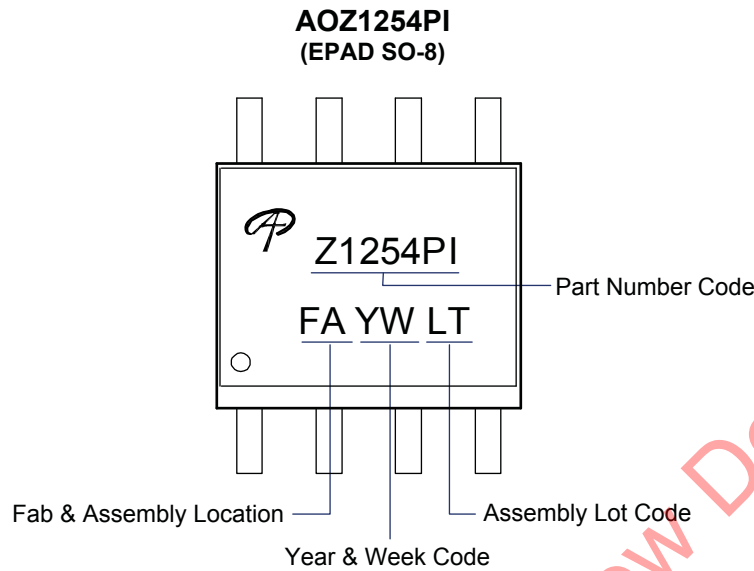 AOZ1254PI
(EPAD SO-8)
Z1254PI
Part Number Code
FA YW LT
Fab & Assembly Location
Assembly Lot Code
Year & Week Code